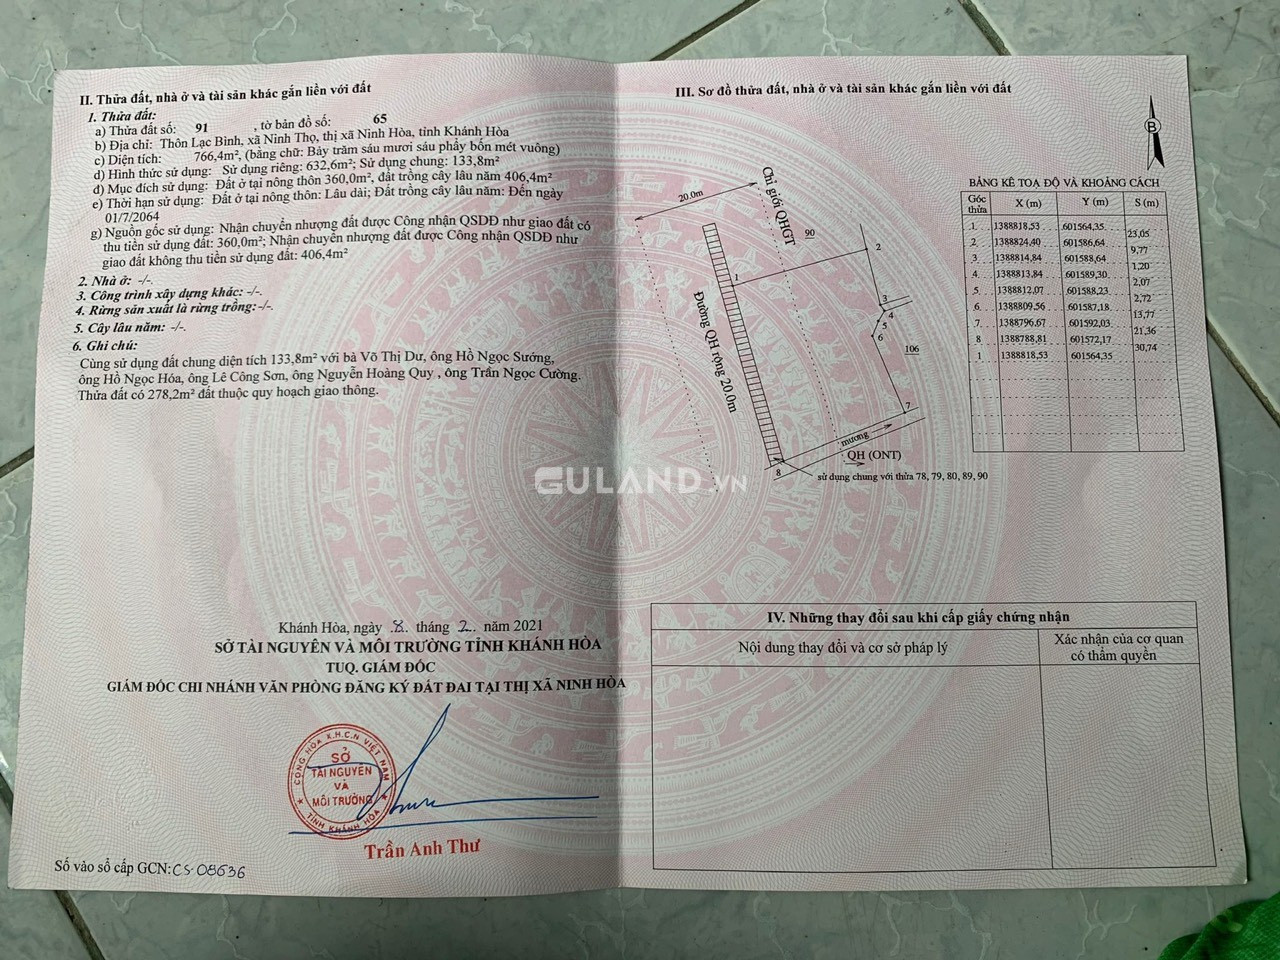 II. Thửa đất, nhà ở và tài sản khác gắn liền với đất
1. Thửa đất:
a) Thửa đất số: 91 , tờ bản đồ số: 65
b) Địa chỉ: Thôn Lạc Bình, xã Ninh Thọ, thị xã Ninh Hòa, tỉnh Khánh Hòa
c) Diện tích: 766,4m², (bằng chữ: Bảy trăm sáu mươi sáu phẩy bốn mét vuông)
d) Hình thức sử dụng: Sử dụng riêng: 632,6m²; Sử dụng chung: 133,8m²
đ) Mục đích sử dụng: Đất ở tại nông thôn 360,0m², đất trồng cây lâu năm 406,4m²
e) Thời hạn sử dụng: Đất ở tại nông thôn: Lâu dài; Đất trồng cây lâu năm: Đến ngày
01/7/2064
g) Nguồn gốc sử dụng: Nhận chuyển nhượng đất được Công nhận QSDĐ như giao đất có
thu tiền sử dụng đất: 360,0m²; Nhận chuyển nhượng đất được Công nhận QSDĐ như
giao đất không thu tiền sử dụng đất: 406,4m²
2. Nhà ở: -/-.
3. Công trình xây dựng khác: -/-.
4. Rừng sản xuất là rừng trồng: -/-.
5. Cây lâu năm: -/-.
6. Ghi chú:
Cùng sử dụng đất chung diện tích 133,8m² với bà Võ Thị Dư, ông Hồ Ngọc Sướng,
ông Hồ Ngọc Hóa, ông Lê Công Sơn, ông Nguyễn Hoàng Quy , ông Trần Ngọc Cường.
Thửa đất có 278,2m² đất thuộc quy hoạch giao thông.
Khánh Hòa, ngày 8 tháng 2 năm 2021
SỞ TÀI NGUYÊN VÀ MÔI TRƯỜNG TỈNH KHÁNH HÒA
TUQ. GIÁM ĐỐC
GIÁM ĐỐC CHI NHÁNH VĂN PHÒNG ĐĂNG KÝ ĐẤT ĐAI TẠI THỊ XÃ NINH HÒA
CỘNG HÒA X.H.C.N VIỆT NAM
SỞ
TÀI NGUYÊN
VÀ
MÔI TRƯỜNG
TỈNH KHÁNH HÒA
Trần Anh Thư
Số vào sổ cấp GCN: CS 08636
III. Sơ đồ thửa đất, nhà ở và tài sản khác gắn liền với đất
B
20.0m
Chỉ giới QHGT
90
2
1
3
4
5
6
106
Đường QH rộng 20.0m
7
mương
QH (ONT)
8
sử dụng chung với thửa 78, 79, 80, 89, 90
BẢNG KÊ TOẠ ĐỘ VÀ KHOẢNG CÁCH
Góc thửa X (m) Y (m) S (m)
1 1388818,53 601564,35
23,05
2 1388824,40 601586,64
9,77
3 1388814,84 601588,64
1,20
4 1388813,84 601589,30
2,07
5 1388812,07 601588,23
2,72
6 1388809,56 601587,18
13,77
7 1388796,67 601592,03
21,36
8 1388788,81 601572,17
30,74
1 1388818,53 601564,35
GULAND.VN
IV. Những thay đổi sau khi cấp giấy chứng nhận
Nội dung thay đổi và cơ sở pháp lý
Xác nhận của cơ quan
có thẩm quyền